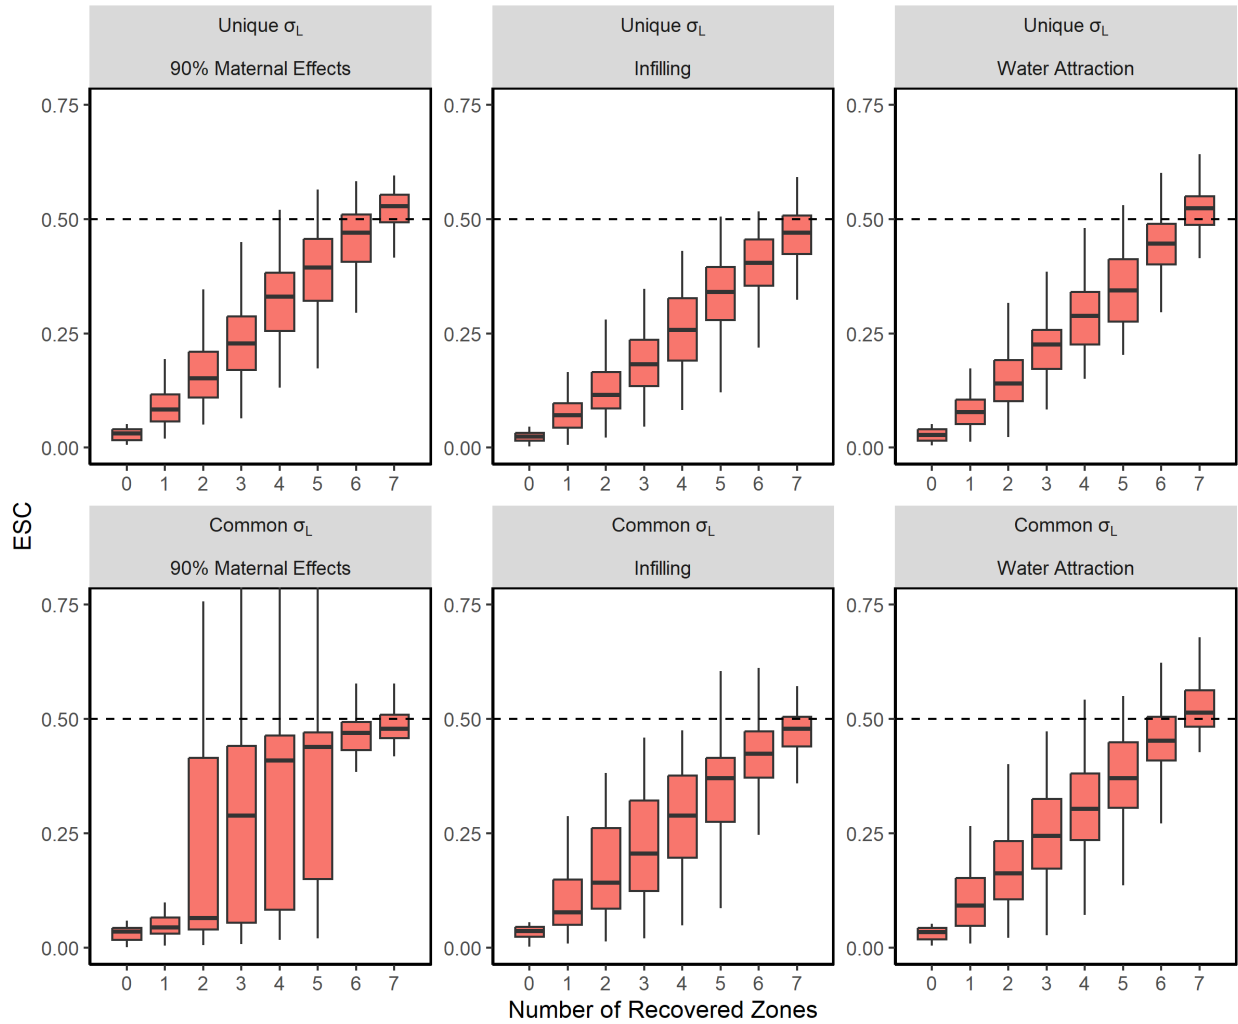 Unique σL
90% Maternal Effects
Unique σL
Infilling
Unique σL
Water Attraction
0.75
0.50
0.25
0.00
0 1 2 3 4 5 6 7
0.75
0.50
0.25
0.00
0 1 2 3 4 5 6 7
0.75
0.50
0.25
0.00
0 1 2 3 4 5 6 7
ESC
Common σL
90% Maternal Effects
Common σL
Infilling
Common σL
Water Attraction
0.75
0.50
0.25
0.00
0 1 2 3 4 5 6 7
0.75
0.50
0.25
0.00
0 1 2 3 4 5 6 7
0.75
0.50
0.25
0.00
0 1 2 3 4 5 6 7
Number of Recovered Zones